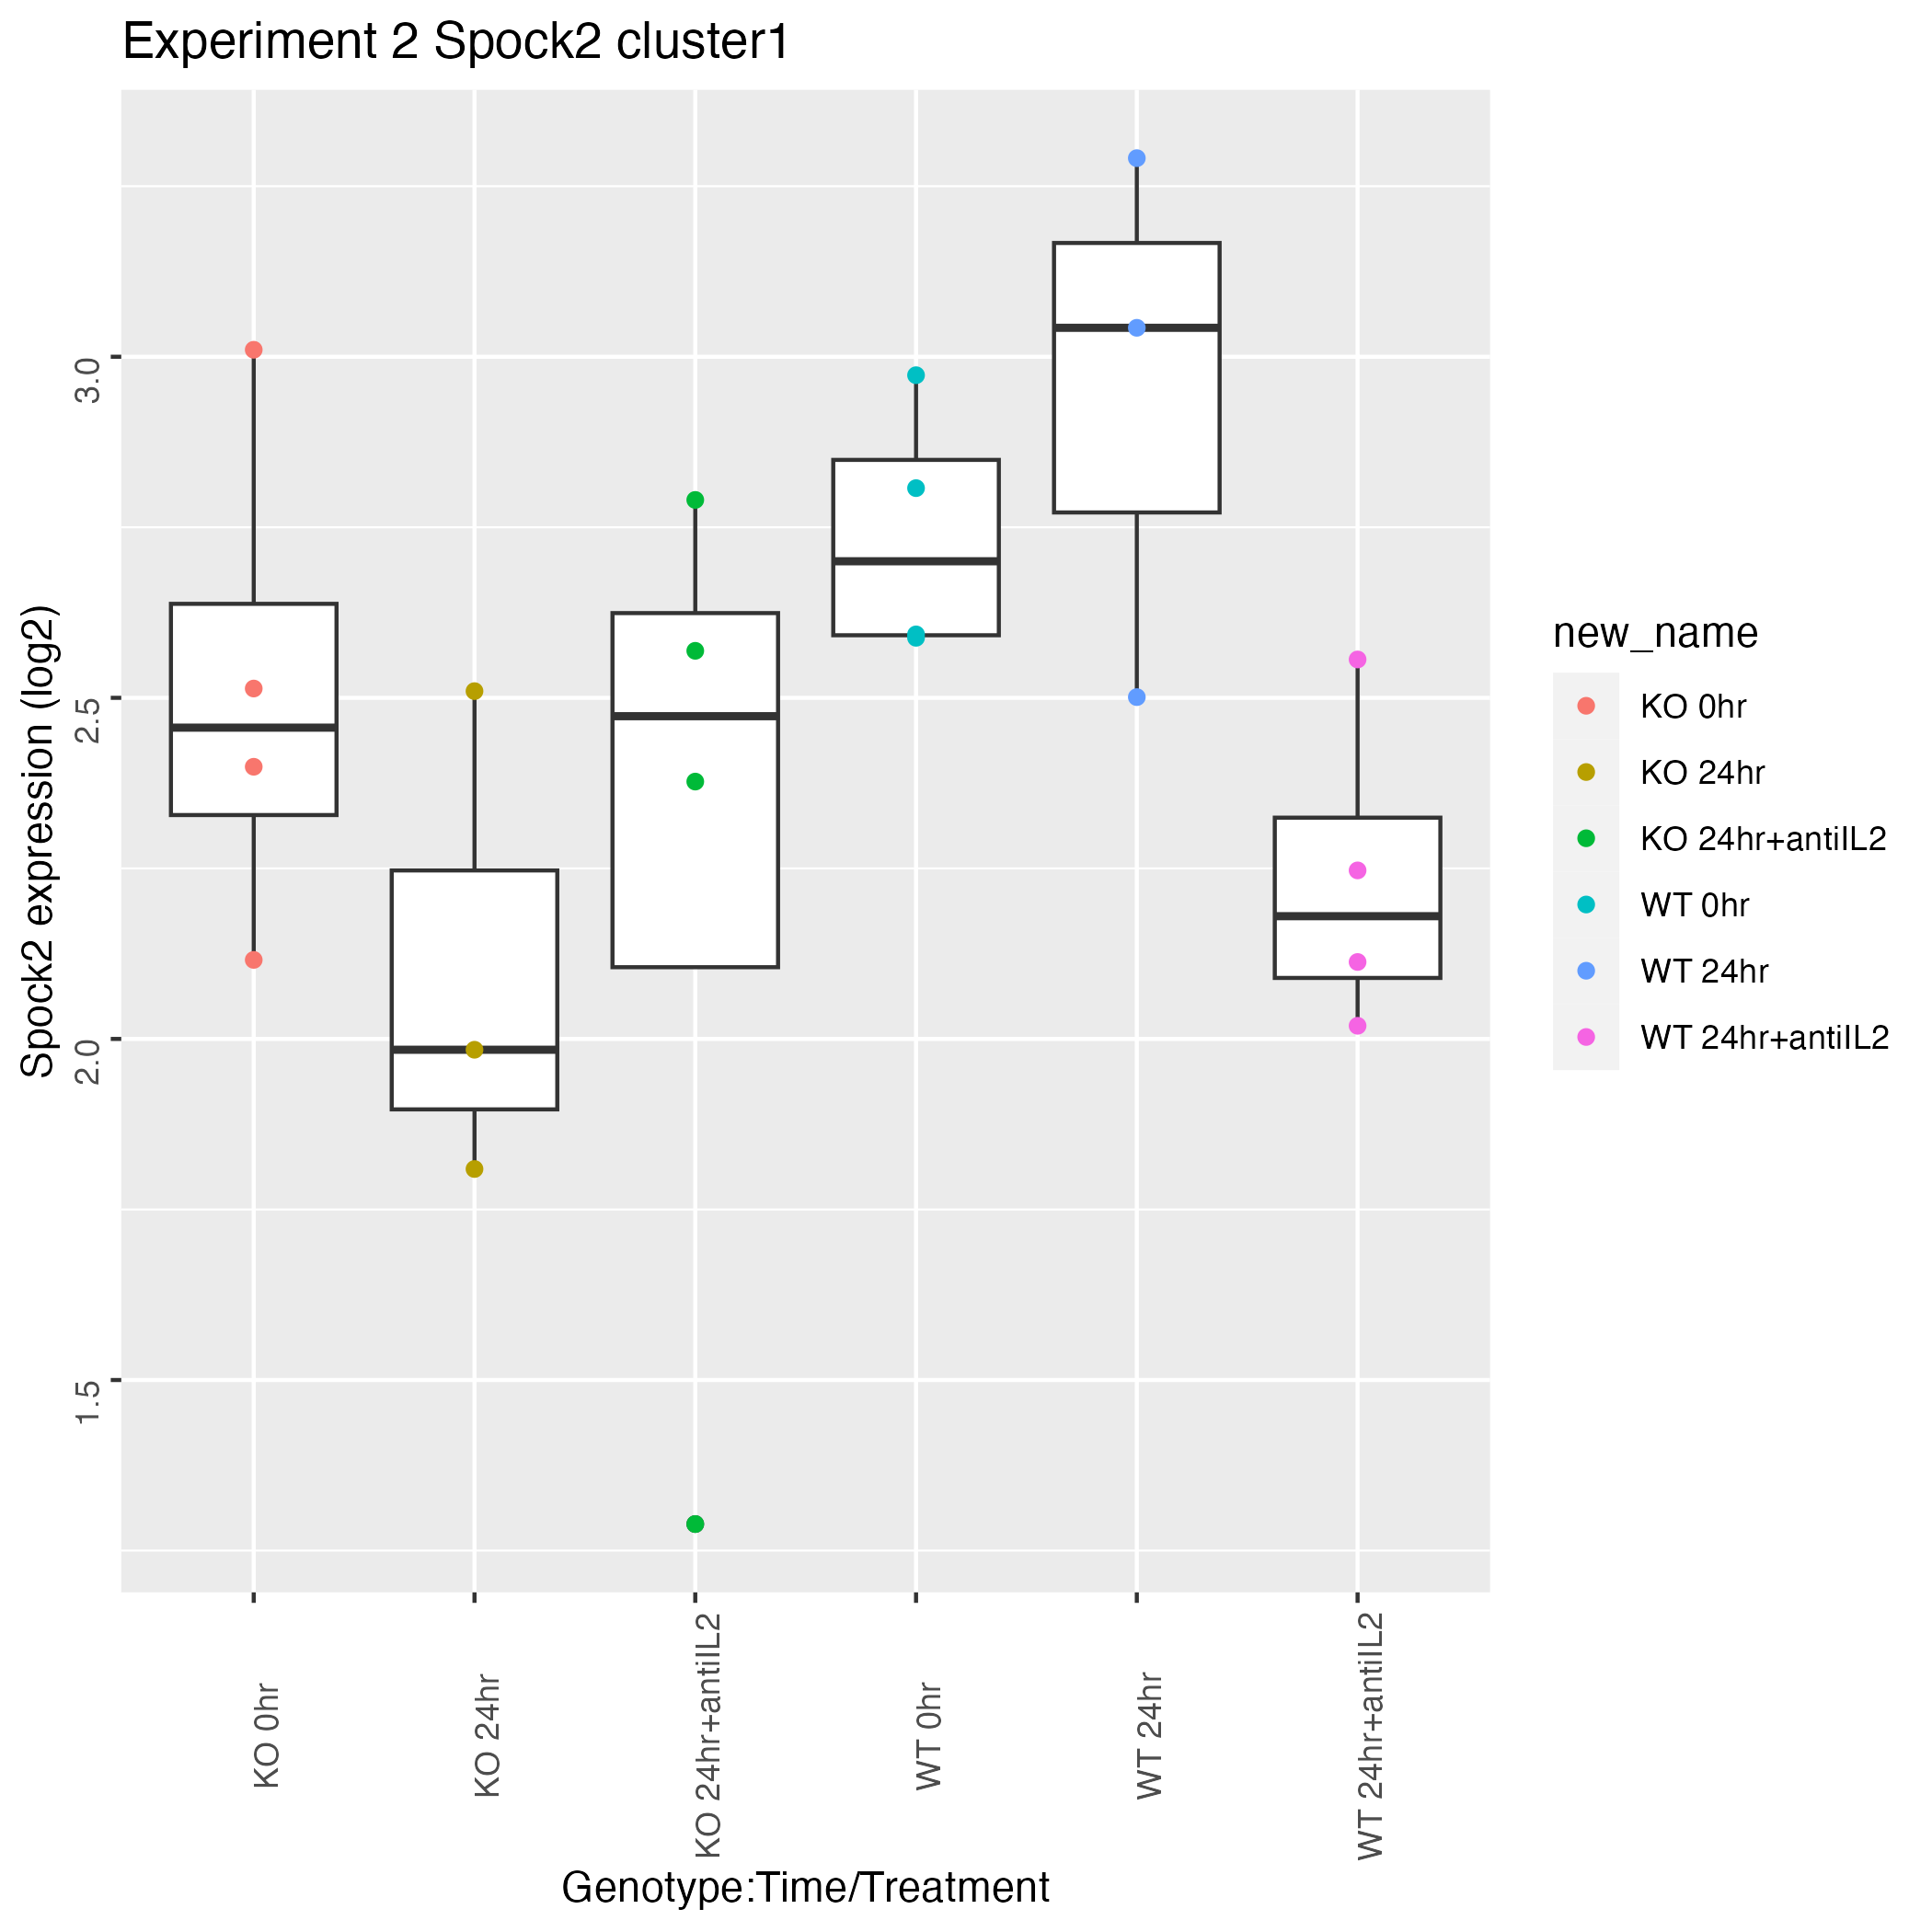 Experiment 2 Spock2 cluster1
Spock2 expression (log2)
3.0
2.5
2.0
1.5
KO 0hr
KO 24hr
KO 24hr+antiIL2
WT 0hr
WT 24hr
WT 24hr+antiIL2
Genotype:Time/Treatment
new_name
KO 0hr
KO 24hr
KO 24hr+antiIL2
WT 0hr
WT 24hr
WT 24hr+antiIL2